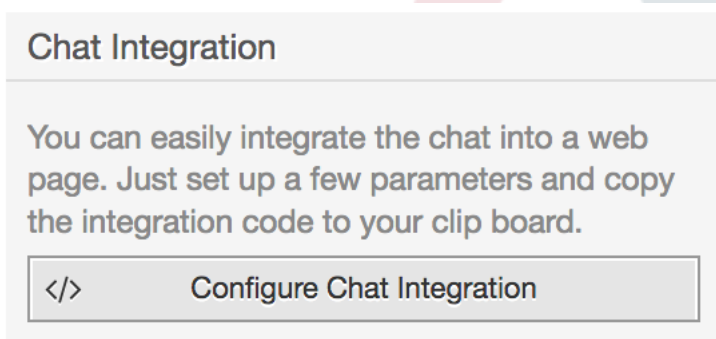 Chat Integration
You can easily integrate the chat into a web
page. Just set up a few parameters and copy
the integration code to your clip board.
</> Configure Chat Integration